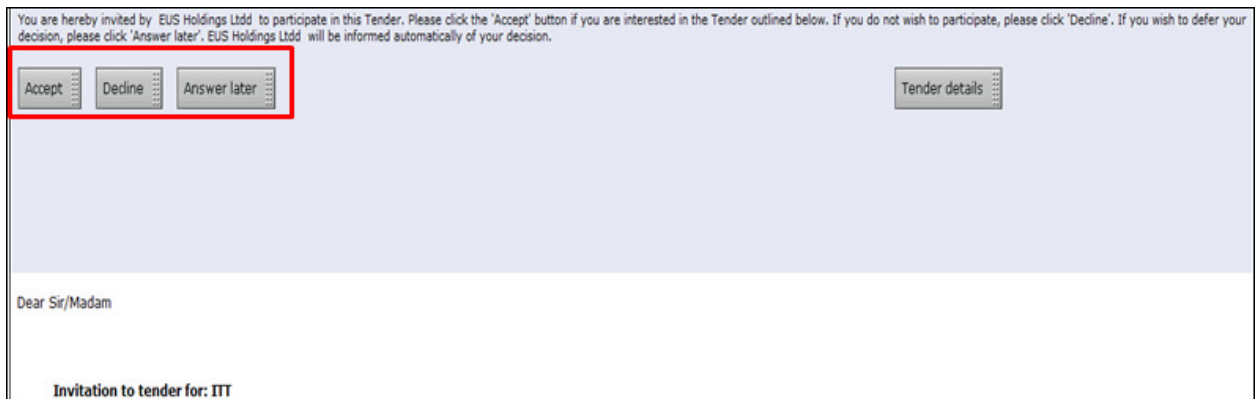 You are hereby invited by EUS Holdings Ltdd to participate in this Tender. Please click the 'Accept' button if you are interested in the Tender outlined below. If you do not wish to participate, please click 'Decline'. If you wish to defer your
decision, please click 'Answer later'. EUS Holdings Ltdd will be informed automatically of your decision.
Accept Decline Answer later Tender details
Dear Sir/Madam
Invitation to tender for: ITT